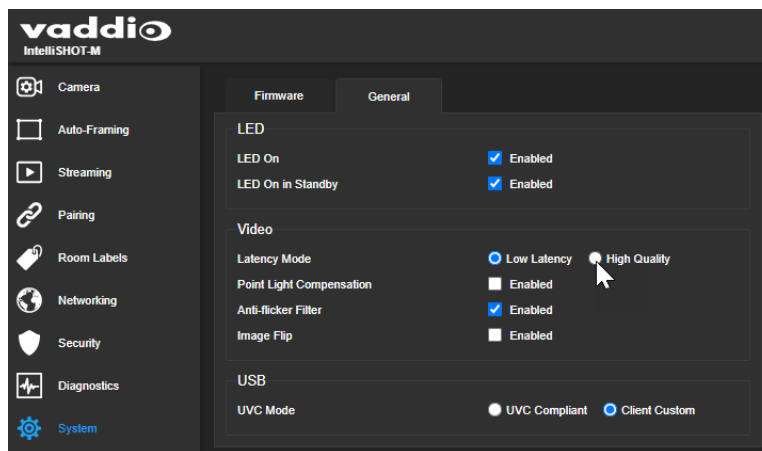 vaddio
IntelliSHOT-M
Camera
Auto-Framing
Streaming
Pairing
Room Labels
Networking
Security
Diagnostics
System
Firmware General
LED
LED On Enabled
LED On in Standby Enabled
Video
Latency Mode Low Latency High Quality
Point Light Compensation Enabled
Anti-flicker Filter Enabled
Image Flip Enabled
USB
UVC Mode UVC Compliant Client Custom